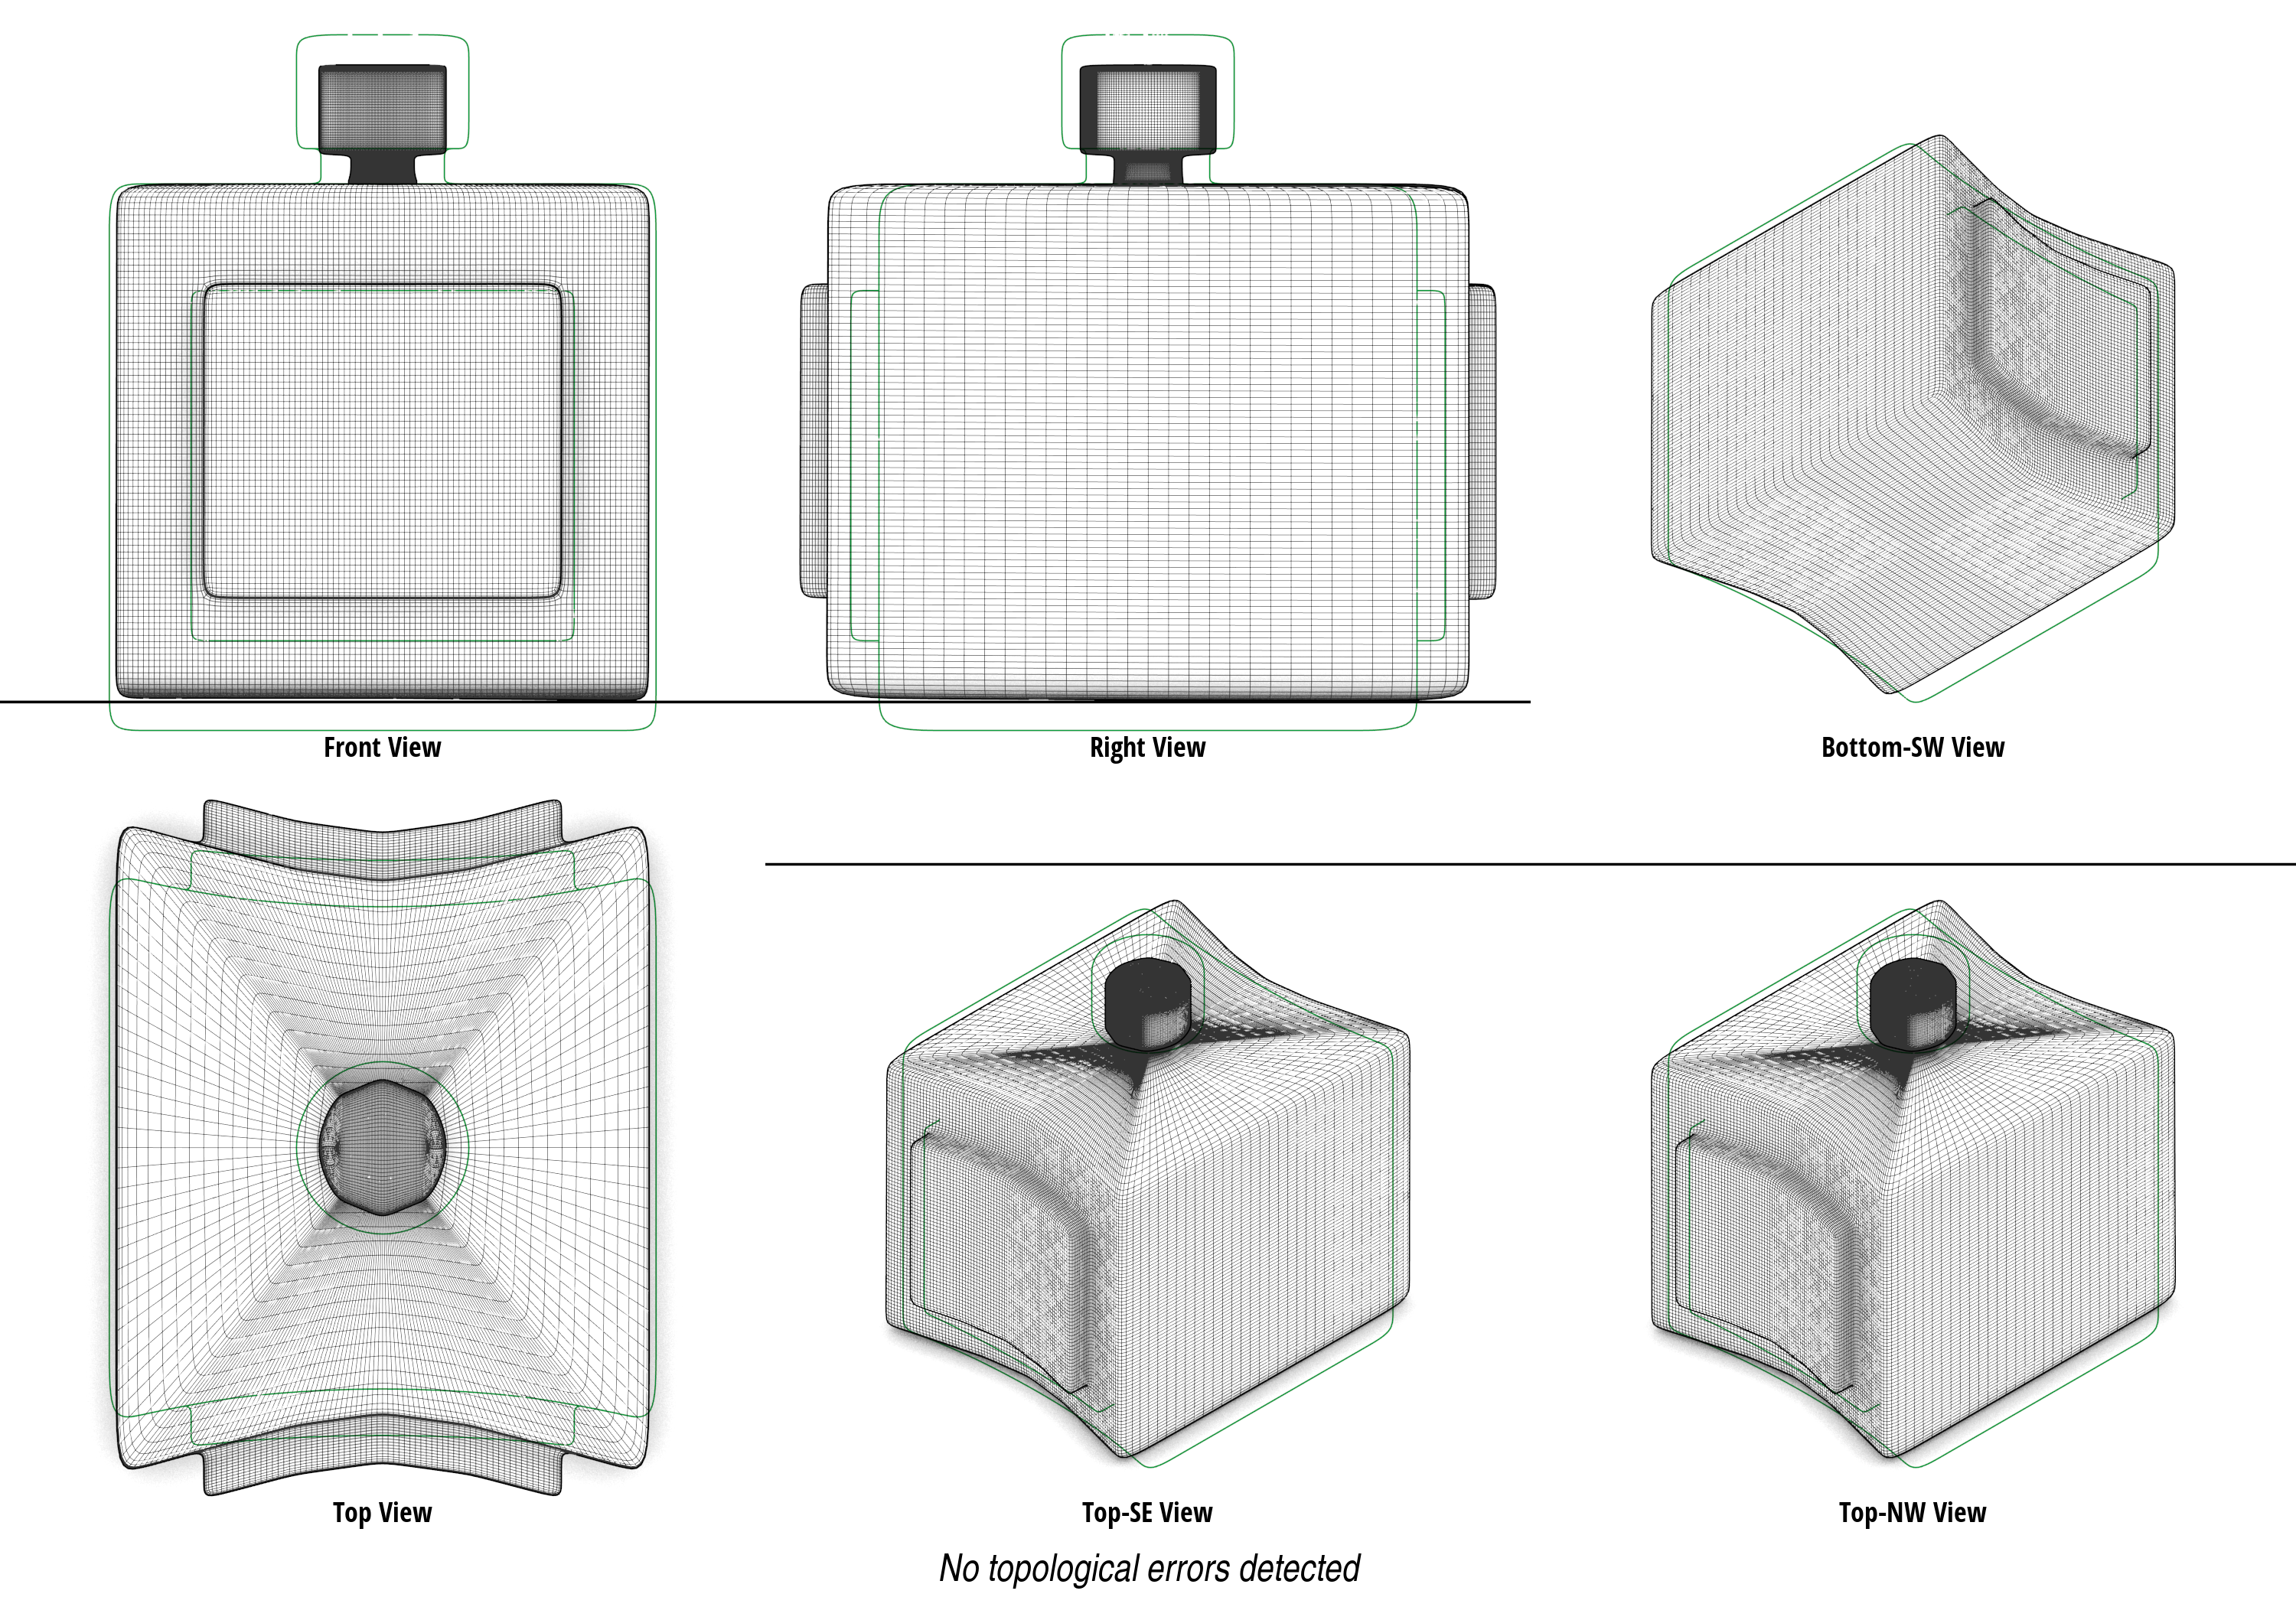 Front View
Right View
Bottom-SW View
Top View
Top-SE View
Top-NW View
No topological errors detected